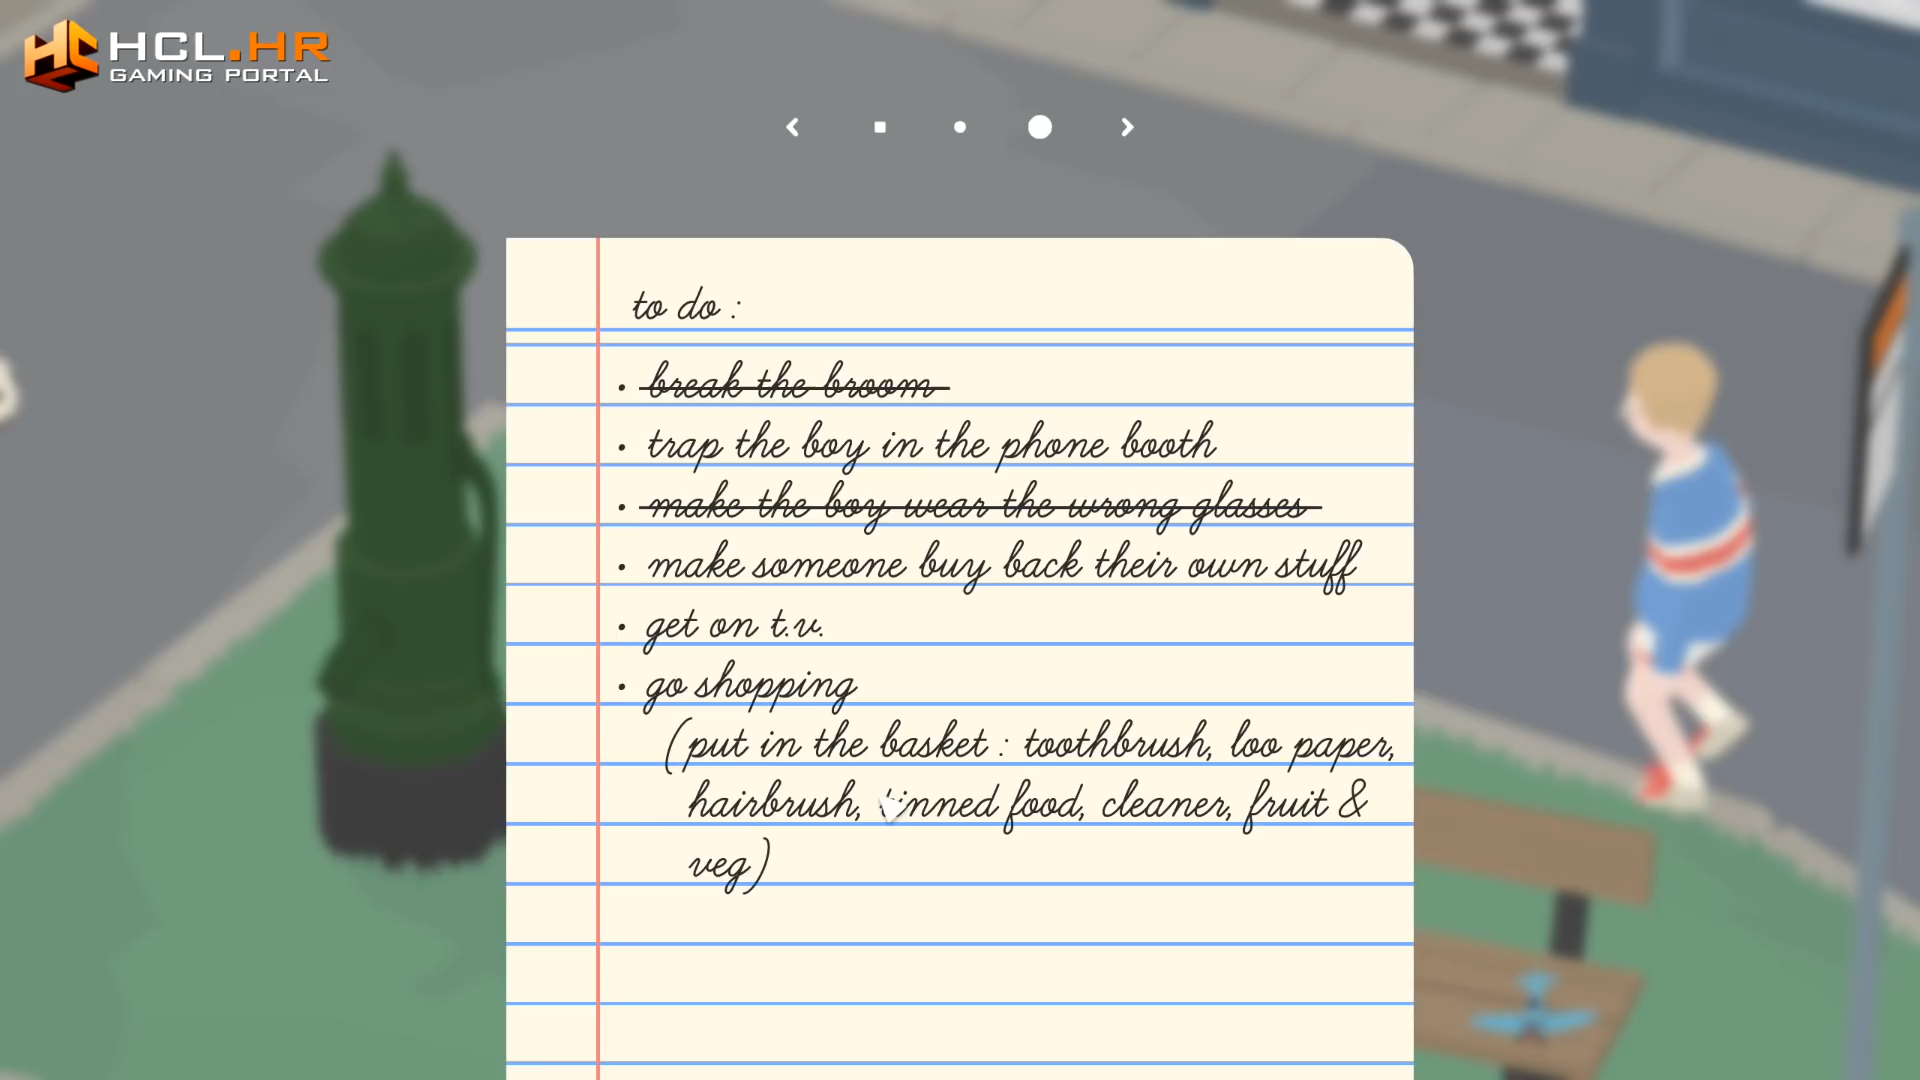 HCL.HR
GAMING PORTAL
to do :
• break the broom
• trap the boy in the phone booth
• make the boy wear the wrong glasses
• make someone buy back their own stuff
• get on t.v.
• go shopping
(put in the basket : toothbrush, loo paper,
hairbrush, tinned food, cleaner, fruit &
veg)